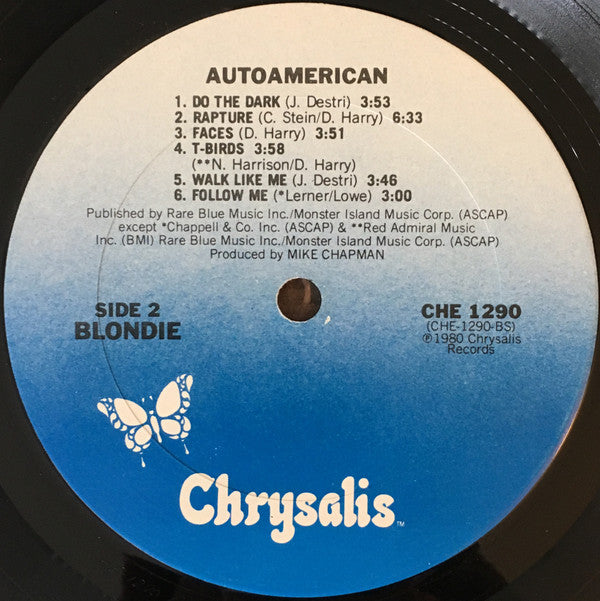 AUTOAMERICAN
1. DO THE DARK (J. Destri) 3:53
2. RAPTURE (C. Stein/D. Harry) 6:33
3. FACES (D. Harry) 3:51
4. T-BIRDS 3:58
(**N. Harrison/D. Harry)
5. WALK LIKE ME (J. Destri) 3:46
6. FOLLOW ME (*Lerner/Lowe) 3:00
Published by Rare Blue Music Inc./Monster Island Music Corp. (ASCAP)
except *Chappell & Co. Inc. (ASCAP) & **Red Admiral Music
Inc. (BMI) Rare Blue Music Inc./Monster Island Music Corp. (ASCAP)
Produced by MIKE CHAPMAN
SIDE 2
BLONDIE
CHE 1290
(CHE-1290-BS)
℗1980 Chrysalis
Records
Chrysalis™